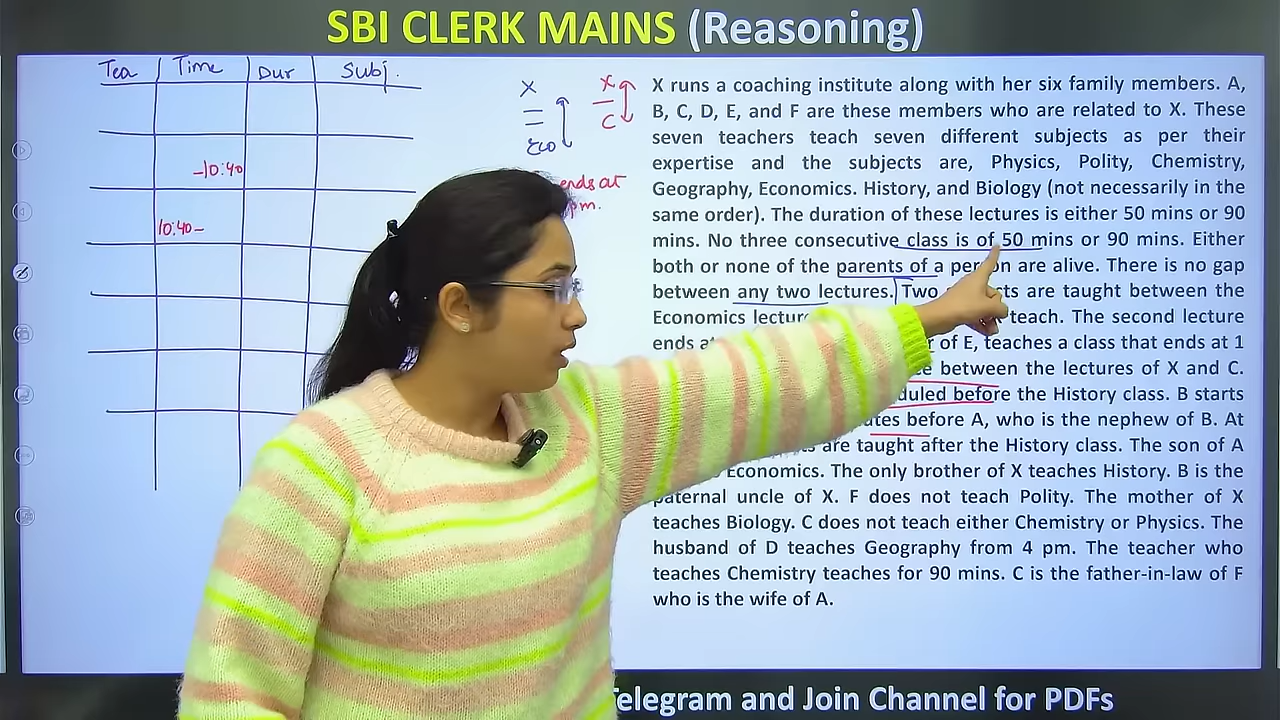 SBI CLERK MAINS (Reasoning)
Tea Time Dur Subj.
-10:40
10:40-
X
Eco
X
C
ends at
pm.
X runs a coaching institute along with her six family members. A,
B, C, D, E, and F are these members who are related to X. These
seven teachers teach seven different subjects as per their
expertise and the subjects are, Physics, Polity, Chemistry,
Geography, Economics. History, and Biology (not necessarily in the
same order). The duration of these lectures is either 50 mins or 90
mins. No three consecutive class is of 50 mins or 90 mins. Either
both or none of the parents of a person are alive. There is no gap
between any two lectures. Two are taught between the
Economics teach. The second lecture
ends of E, teaches a class that ends at 1
between the lectures of X and C.
before the History class. B starts
before A, who is the nephew of B. At
are taught after the History class. The son of A
Economics. The only brother of X teaches History. B is the
paternal uncle of X. F does not teach Polity. The mother of X
teaches Biology. C does not teach either Chemistry or Physics. The
husband of D teaches Geography from 4 pm. The teacher who
teaches Chemistry teaches for 90 mins. C is the father-in-law of F
who is the wife of A.
Telegram and Join Channel for PDFs